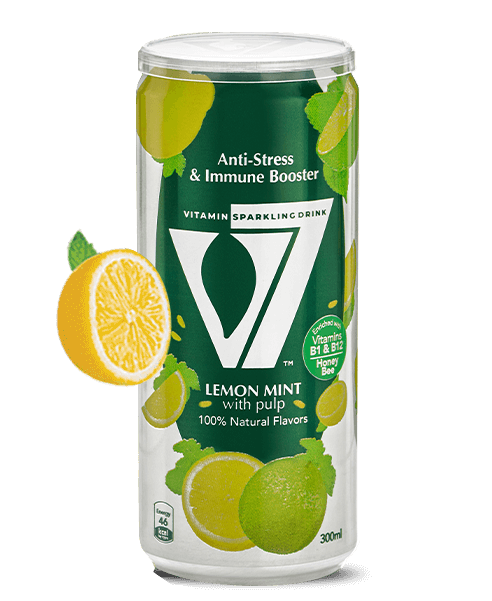 Anti-Stress
& Immune Booster
VITAMIN SPARKLING DRINK
V7
TM
Enriched with
Vitamins
B1 & B12
Honey
Bee
LEMON MINT
with pulp
100% Natural Flavors
Energy
46
kcal
300ml